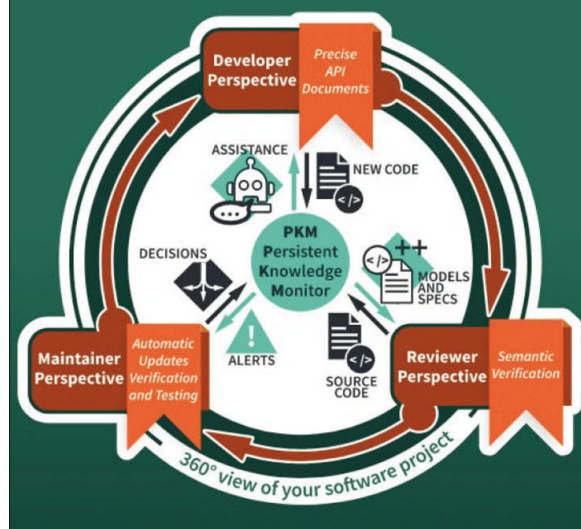 Developer
Perspective
Precise
API
Documents
ASSISTANCE
NEW CODE
</>
PKM
Persistent
Knowledge
Monitor
DECISIONS
ALERTS
!
</>
++
MODELS
AND
SPECS
SOURCE
CODE
</>
Maintainer
Perspective
Automatic
Updates
Verification
and Testing
Reviewer
Perspective
Semantic
Verification
360° view of your software project